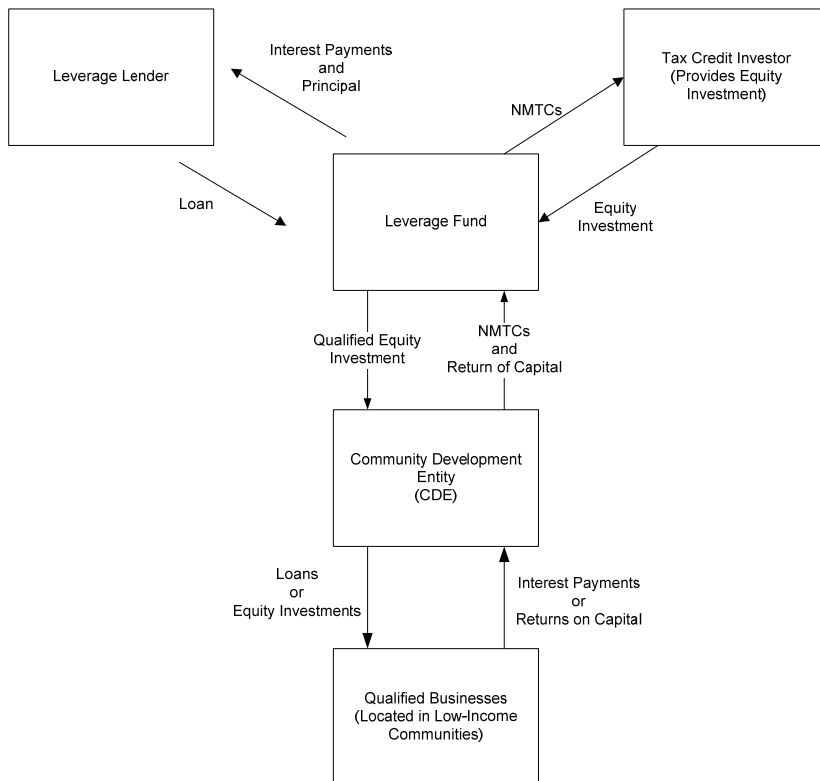 Leverage Lender
Interest Payments
and
Principal
Tax Credit Investor
(Provides Equity
Investment)
NMTCs
Loan
Leverage Fund
Equity
Investment
Qualified Equity
Investment
NMTCs
and
Return of Capital
Community Development
Entity
(CDE)
Loans
or
Equity Investments
Interest Payments
or
Returns on Capital
Qualified Businesses
(Located in Low-Income
Communities)